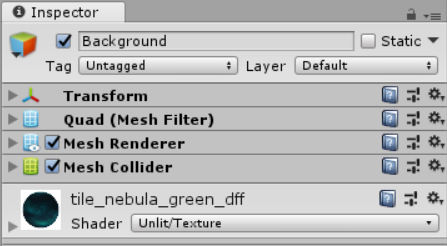 Inspector
Background
Static
Tag Untagged Layer Default
Transform
Quad (Mesh Filter)
Mesh Renderer
Mesh Collider
tile_nebula_green_dff
Shader Unlit/Texture